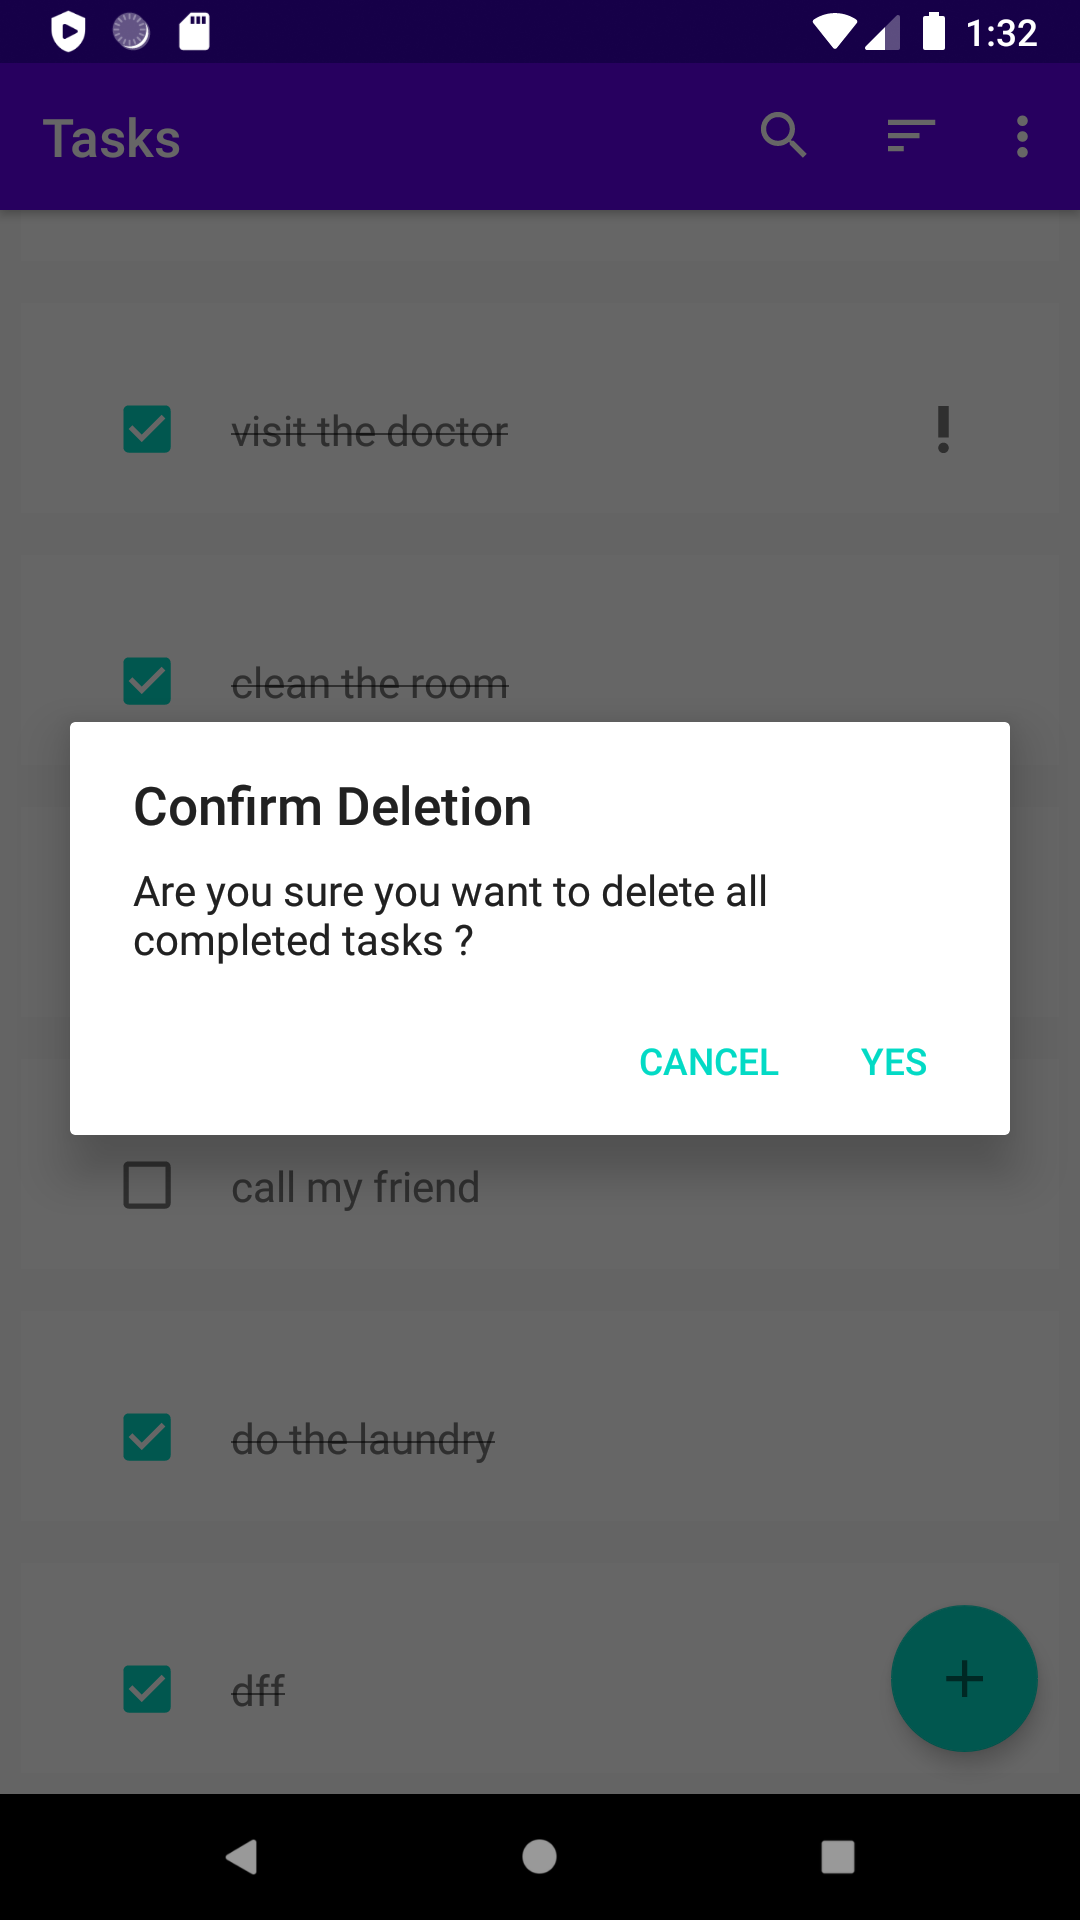 1:32
Tasks
visit the doctor
clean the room
Confirm Deletion
Are you sure you want to delete all
completed tasks ?
CANCEL YES
call my friend
do the laundry
dff